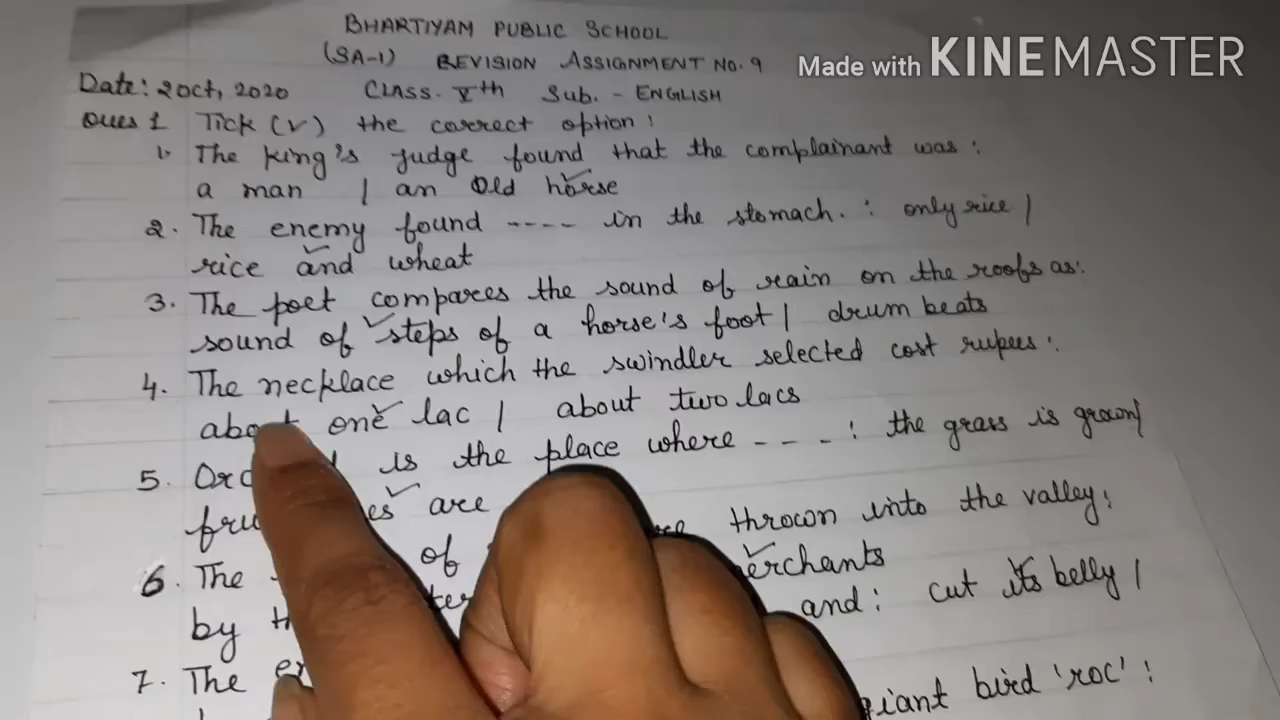 BHARTIYAM PUBLIC SCHOOL
Made with KINEMASTER
(SA-1) REVISION ASSIGNMENT NO. 9
Date: 2 Oct, 2020 CLASS. Vth Sub. - ENGLISH
Ques 1 Tick (✓) the correct option:
1. The king's judge found that the complainant was:
a man | an old horse
2. The enemy found ---- in the stomach. : only rice |
rice and wheat
3. The poet compares the sound of rain on the roofs as:
sound of steps of a horse's foot | drum beats
4. The necklace which the swindler selected cost rupees:
about one lac | about two lacs
5. is the place where ----: the grass is grown/
are
6. The of thrown into the valley:
by merchants
7. The and: cut its belly |
giant bird 'roc':